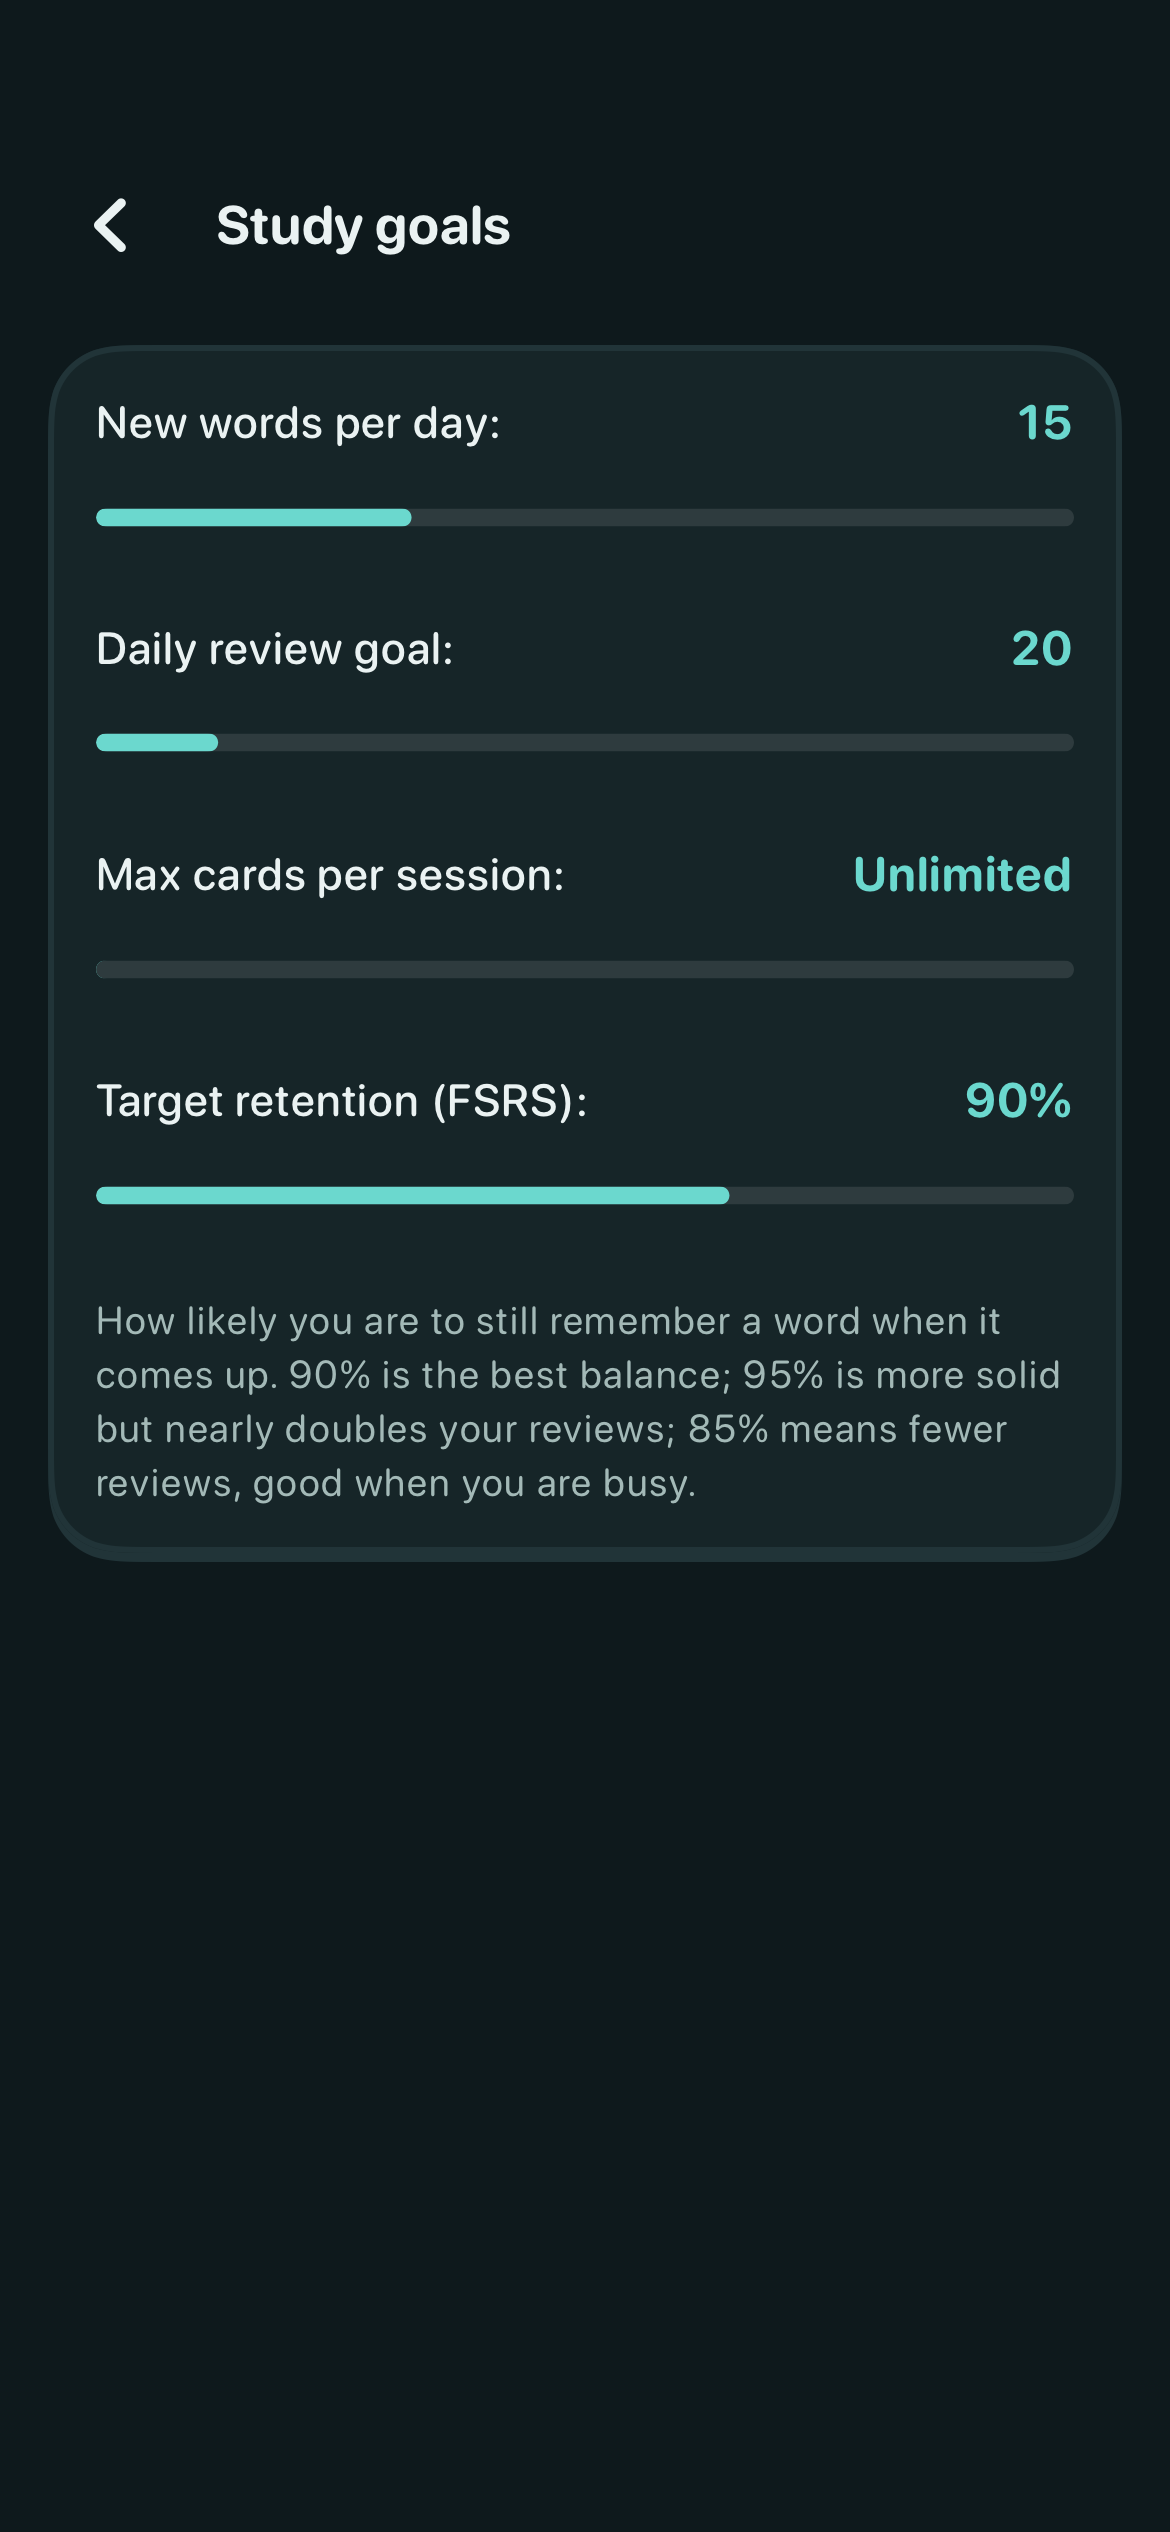 Study goals
New words per day: 15
Daily review goal: 20
Max cards per session: Unlimited
Target retention (FSRS): 90%
How likely you are to still remember a word when it
comes up. 90% is the best balance; 95% is more solid
but nearly doubles your reviews; 85% means fewer
reviews, good when you are busy.